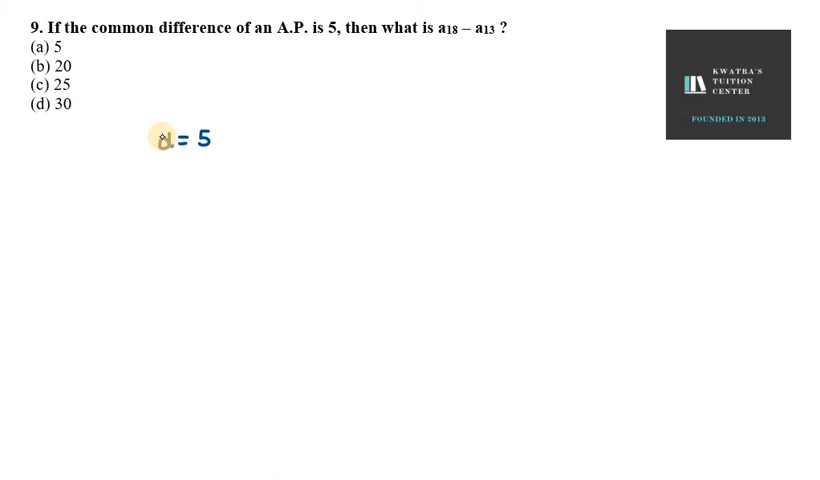 9. If the common difference of an A.P. is 5, then what is a₁₈ – a₁₃ ?
(a) 5
(b) 20
(c) 25
(d) 30
d = 5
KWATRA'S
TUITION
CENTER
FOUNDED IN 2013